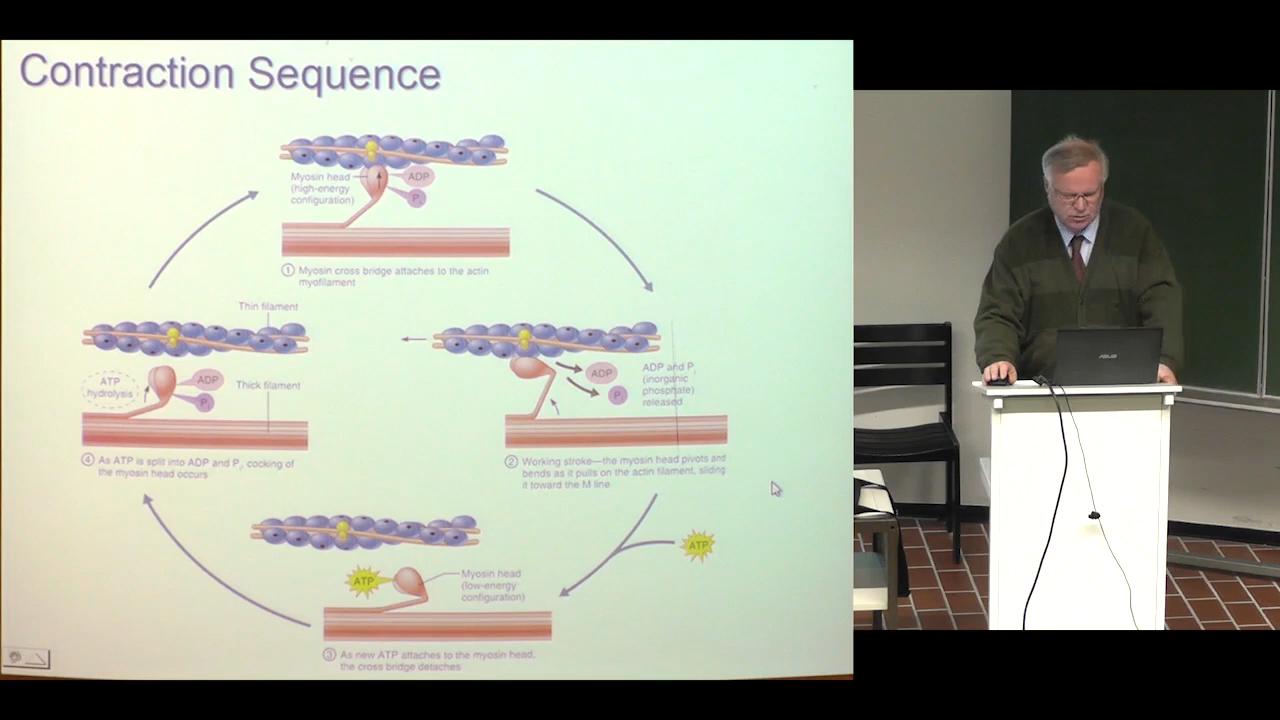 Contraction Sequence
Myosin head
(high-energy
configuration)
ADP
Pi
1 Myosin cross bridge attaches to the actin
myofilament
Thin filament
ATP
hydrolysis
ADP
Pi
Thick filament
4 As ATP is split into ADP and Pi, cocking of
the myosin head occurs
ADP
Pi
ADP and Pi
(inorganic
phosphate)
released
2 Working stroke—the myosin head pivots and
bends as it pulls on the actin filament, sliding
it toward the M line
ATP
ATP
Myosin head
(low-energy
configuration)
3 As new ATP attaches to the myosin head,
the cross bridge detaches
ASUS